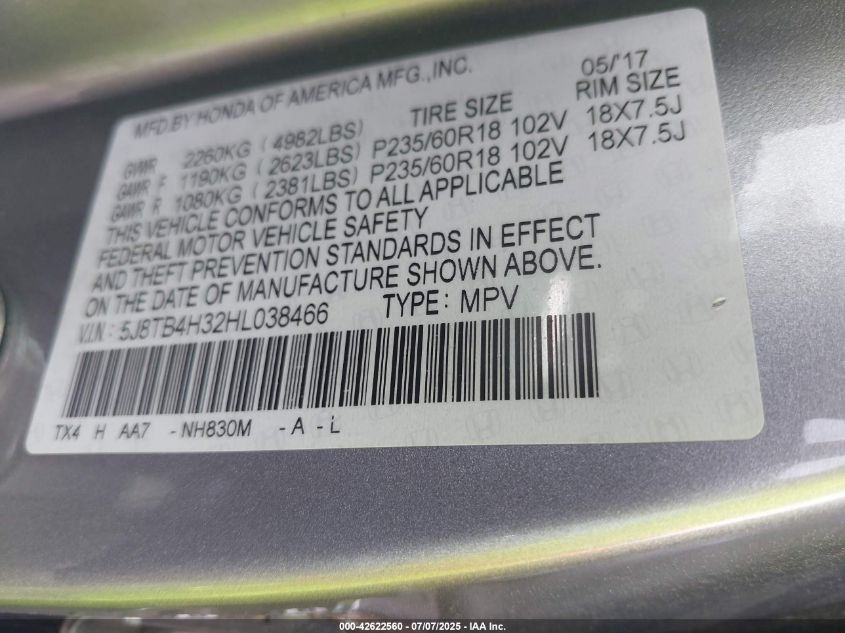 MFD.BY HONDA OF AMERICA MFG.,INC. 05/'17
TIRE SIZE RIM SIZE
GVWR 2260KG (4982LBS)
GAWR F 1190KG (2623LBS) P235/60R18 102V 18X7.5J
GAWR R 1080KG (2381LBS) P235/60R18 102V 18X7.5J
THIS VEHICLE CONFORMS TO ALL APPLICABLE
FEDERAL MOTOR VEHICLE SAFETY
AND THEFT PREVENTION STANDARDS IN EFFECT
ON THE DATE OF MANUFACTURE SHOWN ABOVE.
V.I.N.: 5J8TB4H32HL038466 TYPE: MPV
TX4 H AA7 -NH830M -A -L
000-42622560 - 07/07/2025 - IAA Inc.